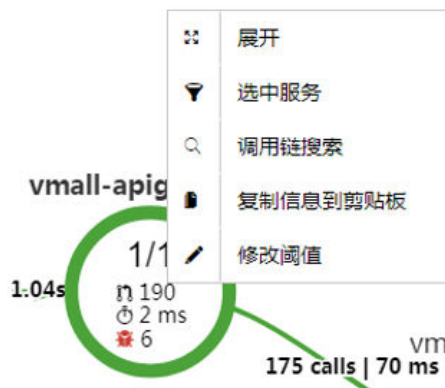 展开
选中服务
调用链搜索
复制信息到剪贴板
修改阈值
vmall-apig
1/1
1.04s
190
2 ms
6
vm
175 calls | 70 ms